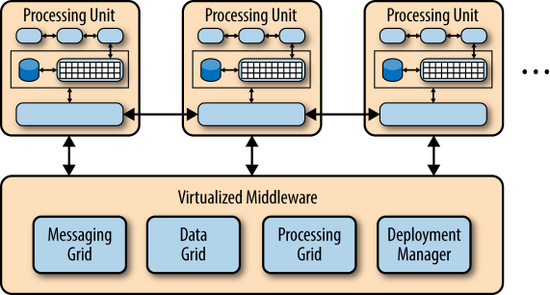 Processing Unit
Processing Unit
Processing Unit
...
Virtualized Middleware
Messaging
Grid
Data
Grid
Processing
Grid
Deployment
Manager